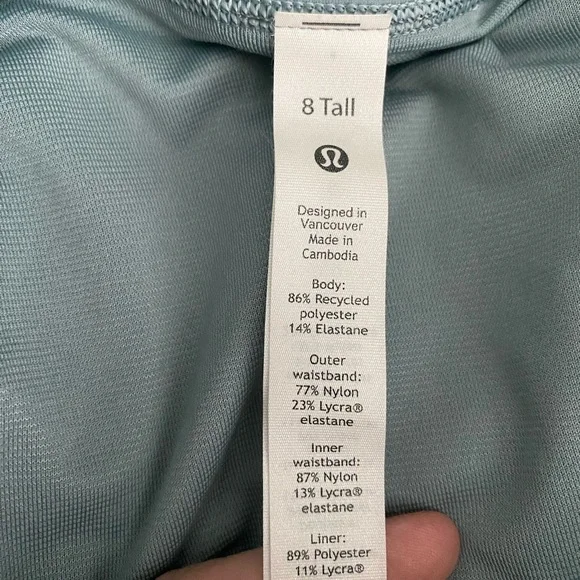 8 Tall
Designed in
Vancouver
Made in
Cambodia
Body:
86% Recycled
polyester
14% Elastane
Outer
waistband:
77% Nylon
23% Lycra®
elastane
Inner
waistband:
87% Nylon
13% Lycra®
elastane
Liner:
89% Polyester
11% Lycra®